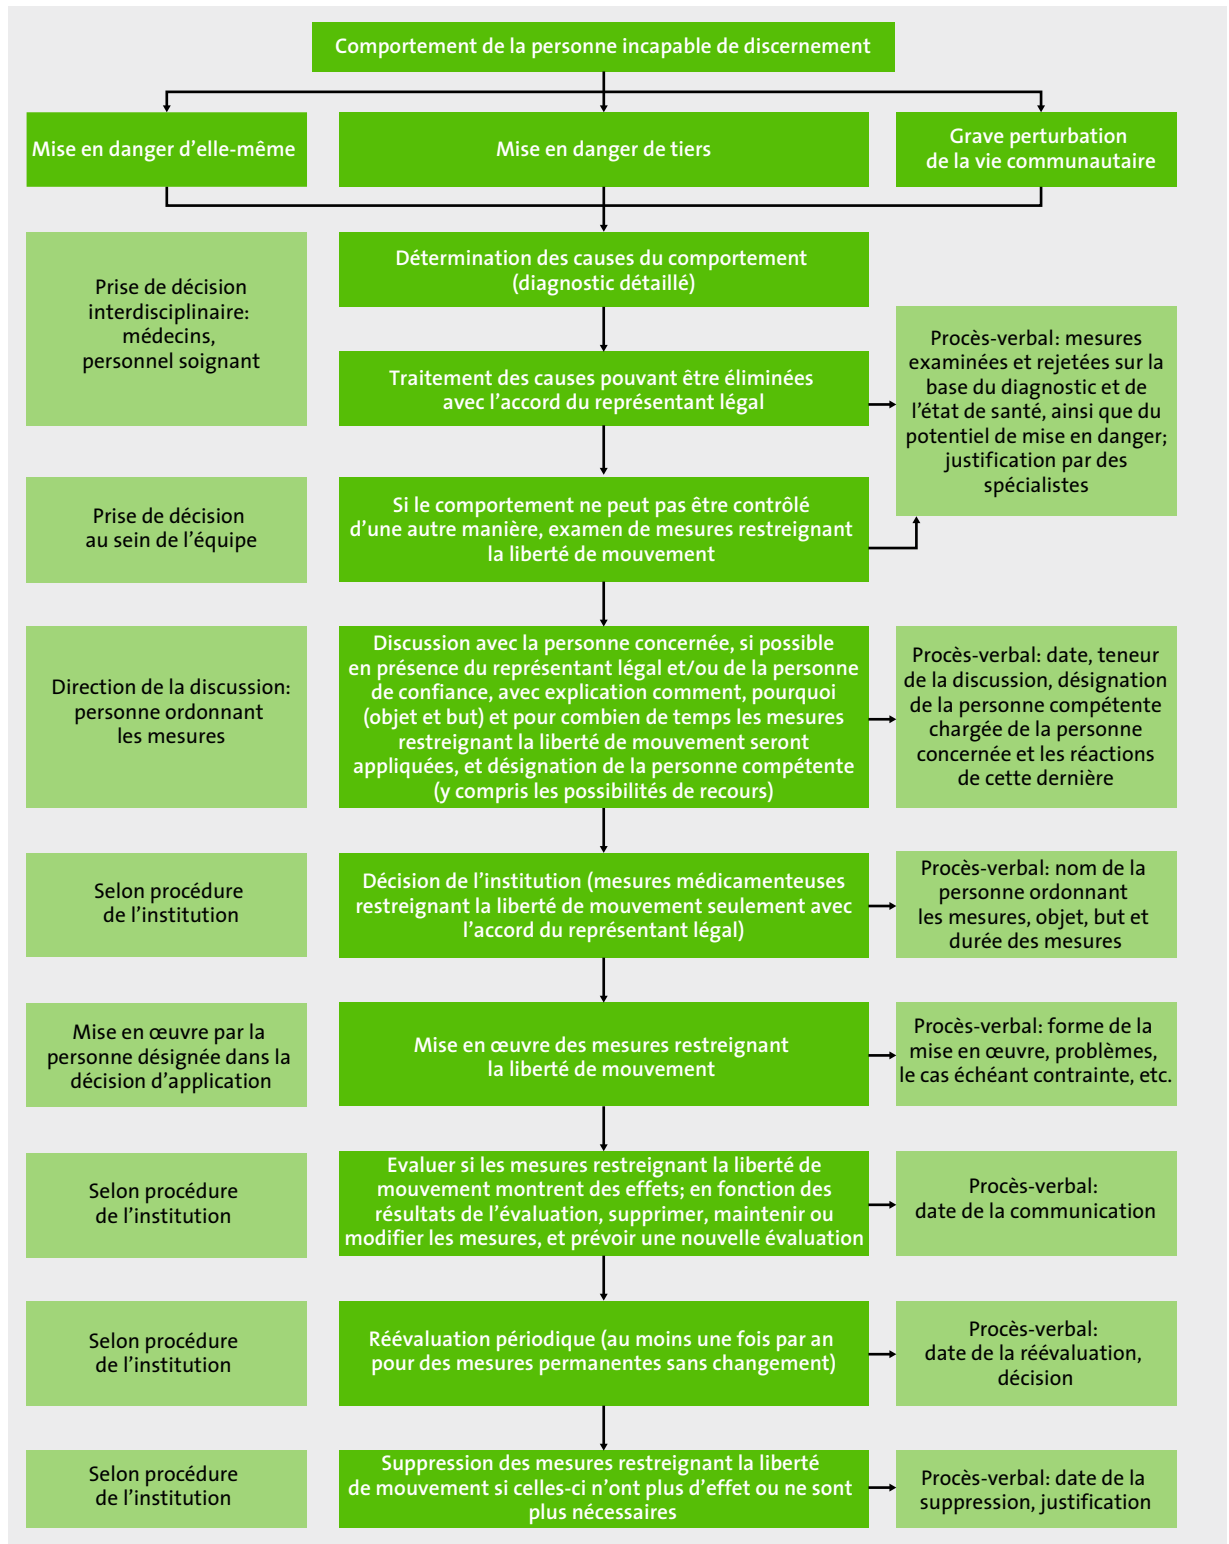 Comportement de la personne incapable de discernement
Mise en danger d’elle-même
Mise en danger de tiers
Grave perturbation
de la vie communautaire
Prise de décision
interdisciplinaire:
médecins,
personnel soignant
Détermination des causes du comportement
(diagnostic détaillé)
Traitement des causes pouvant être éliminées
avec l’accord du représentant légal
Procès-verbal: mesures
examinées et rejetées sur la
base du diagnostic et de
l’état de santé, ainsi que du
potentiel de mise en danger;
justification par des
spécialistes
Prise de décision
au sein de l’équipe
Si le comportement ne peut pas être contrôlé
d’une autre manière, examen de mesures restreignant
la liberté de mouvement
Direction de la discussion:
personne ordonnant
les mesures
Discussion avec la personne concernée, si possible
en présence du représentant légal et/ou de la personne
de confiance, avec explication comment, pourquoi
(objet et but) et pour combien de temps les mesures
restreignant la liberté de mouvement seront
appliquées, et désignation de la personne compétente
(y compris les possibilités de recours)
Procès-verbal: date, teneur
de la discussion, désignation
de la personne compétente
chargée de la personne
concernée et les réactions
de cette dernière
Selon procédure
de l’institution
Décision de l’institution (mesures médicamenteuses
restreignant la liberté de mouvement seulement avec
l’accord du représentant légal)
Procès-verbal: nom de la
personne ordonnant
les mesures, objet, but et
durée des mesures
Mise en œuvre par la
personne désignée dans la
décision d’application
Mise en œuvre des mesures restreignant
la liberté de mouvement
Procès-verbal: forme de la
mise en œuvre, problèmes,
le cas échéant contrainte, etc.
Selon procédure
de l’institution
Evaluer si les mesures restreignant la liberté de
mouvement montrent des effets; en fonction des
résultats de l’évaluation, supprimer, maintenir ou
modifier les mesures, et prévoir une nouvelle évaluation
Procès-verbal:
date de la communication
Selon procédure
de l’institution
Réévaluation périodique (au moins une fois par an
pour des mesures permanentes sans changement)
Procès-verbal:
date de la réévaluation,
décision
Selon procédure
de l’institution
Suppression des mesures restreignant la liberté
de mouvement si celles-ci n’ont plus d’effet ou ne sont
plus nécessaires
Procès-verbal: date de la
suppression, justification